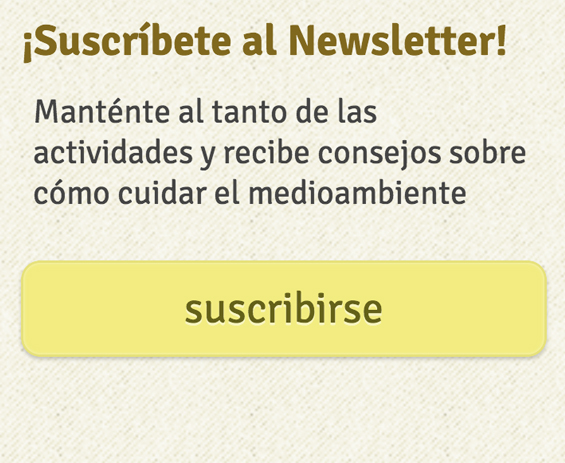 ¡Suscríbete al Newsletter!
Manténte al tanto de las
actividades y recibe consejos sobre
cómo cuidar el medioambiente
suscribirse